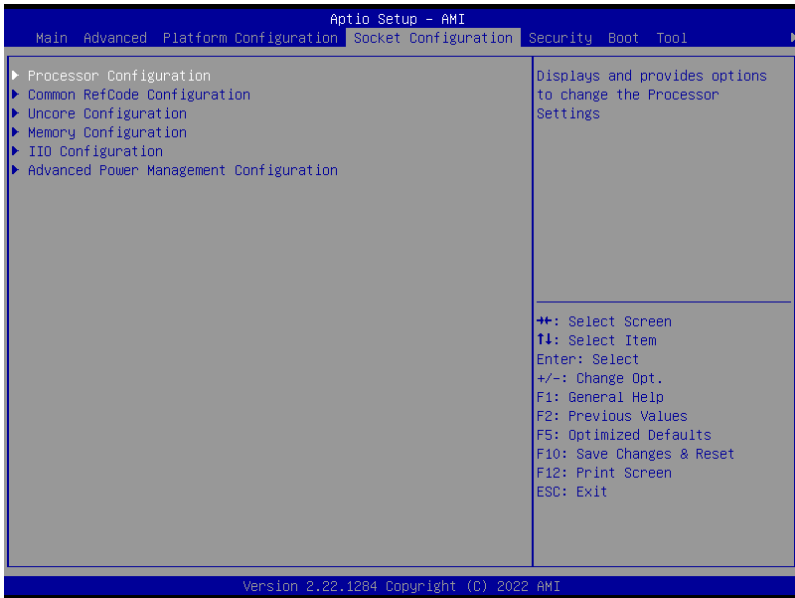 Aptio Setup – AMI
Main Advanced Platform Configuration Socket Configuration Security Boot Tool
Processor Configuration
Common RefCode Configuration
Uncore Configuration
Memory Configuration
IIO Configuration
Advanced Power Management Configuration
Displays and provides options
to change the Processor
Settings
→←: Select Screen
↑↓: Select Item
Enter: Select
+/-: Change Opt.
F1: General Help
F2: Previous Values
F5: Optimized Defaults
F10: Save Changes & Reset
F12: Print Screen
ESC: Exit
Version 2.22.1284 Copyright (C) 2022 AMI